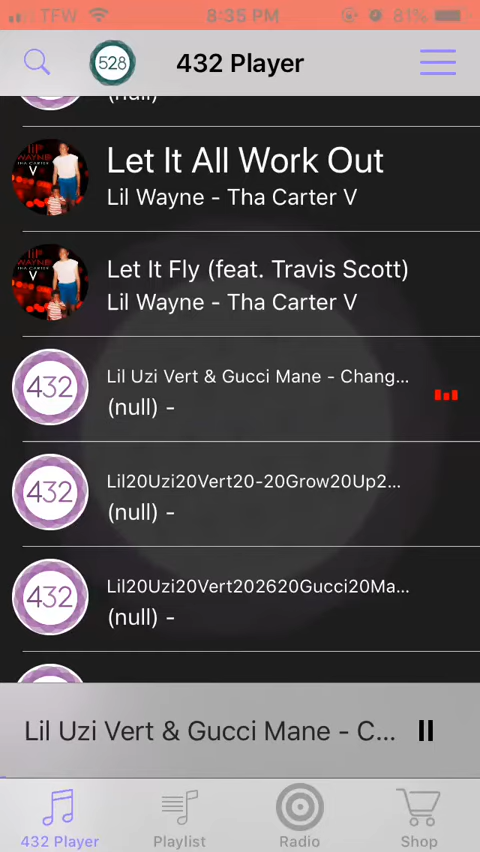 TFW 8:35 PM 81%
528 432 Player
(null)
Let It All Work Out
Lil Wayne - Tha Carter V
Let It Fly (feat. Travis Scott)
Lil Wayne - Tha Carter V
432 Lil Uzi Vert & Gucci Mane - Chang...
(null) -
432 Lil20Uzi20Vert20-20Grow20Up2...
(null) -
432 Lil20Uzi20Vert202620Gucci20Ma...
(null) -
Lil Uzi Vert & Gucci Mane - C...
432 Player Playlist Radio Shop